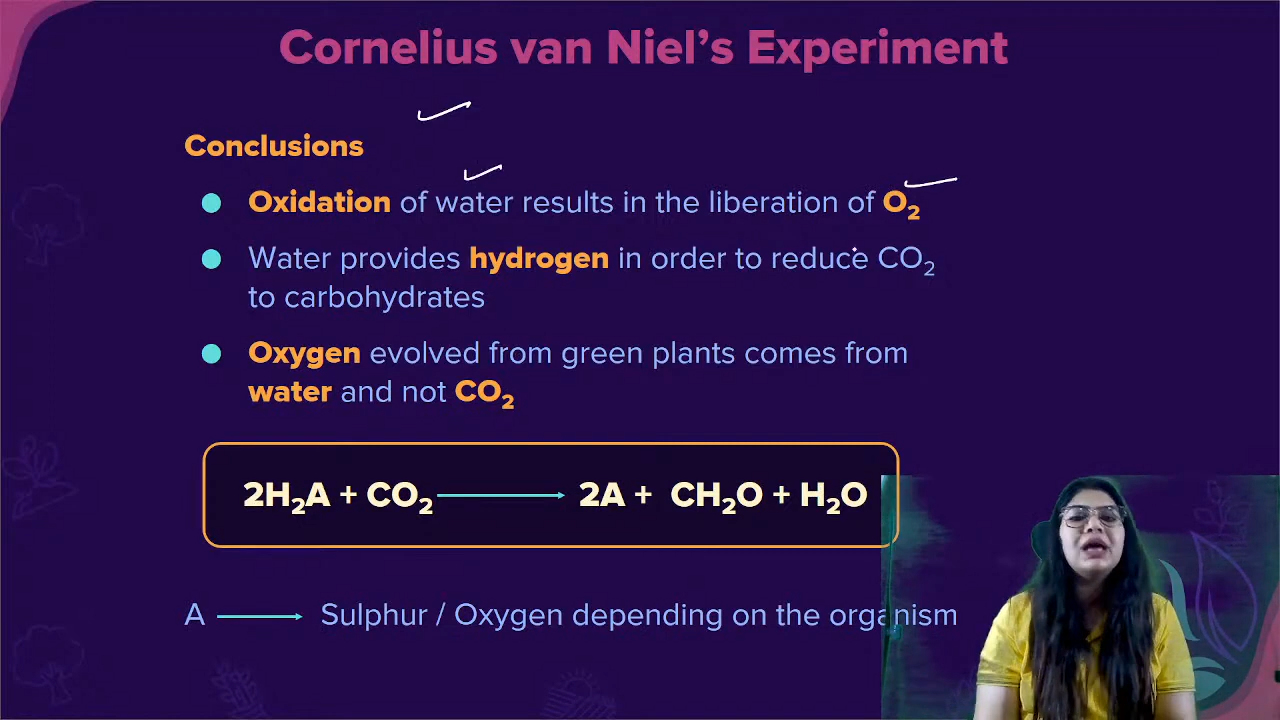 Cornelius van Niel’s Experiment
Conclusions
Oxidation of water results in the liberation of O₂
Water provides hydrogen in order to reduce CO₂
to carbohydrates
Oxygen evolved from green plants comes from
water and not CO₂
2H₂A + CO₂ → 2A + CH₂O + H₂O
A → Sulphur / Oxygen depending on the organism